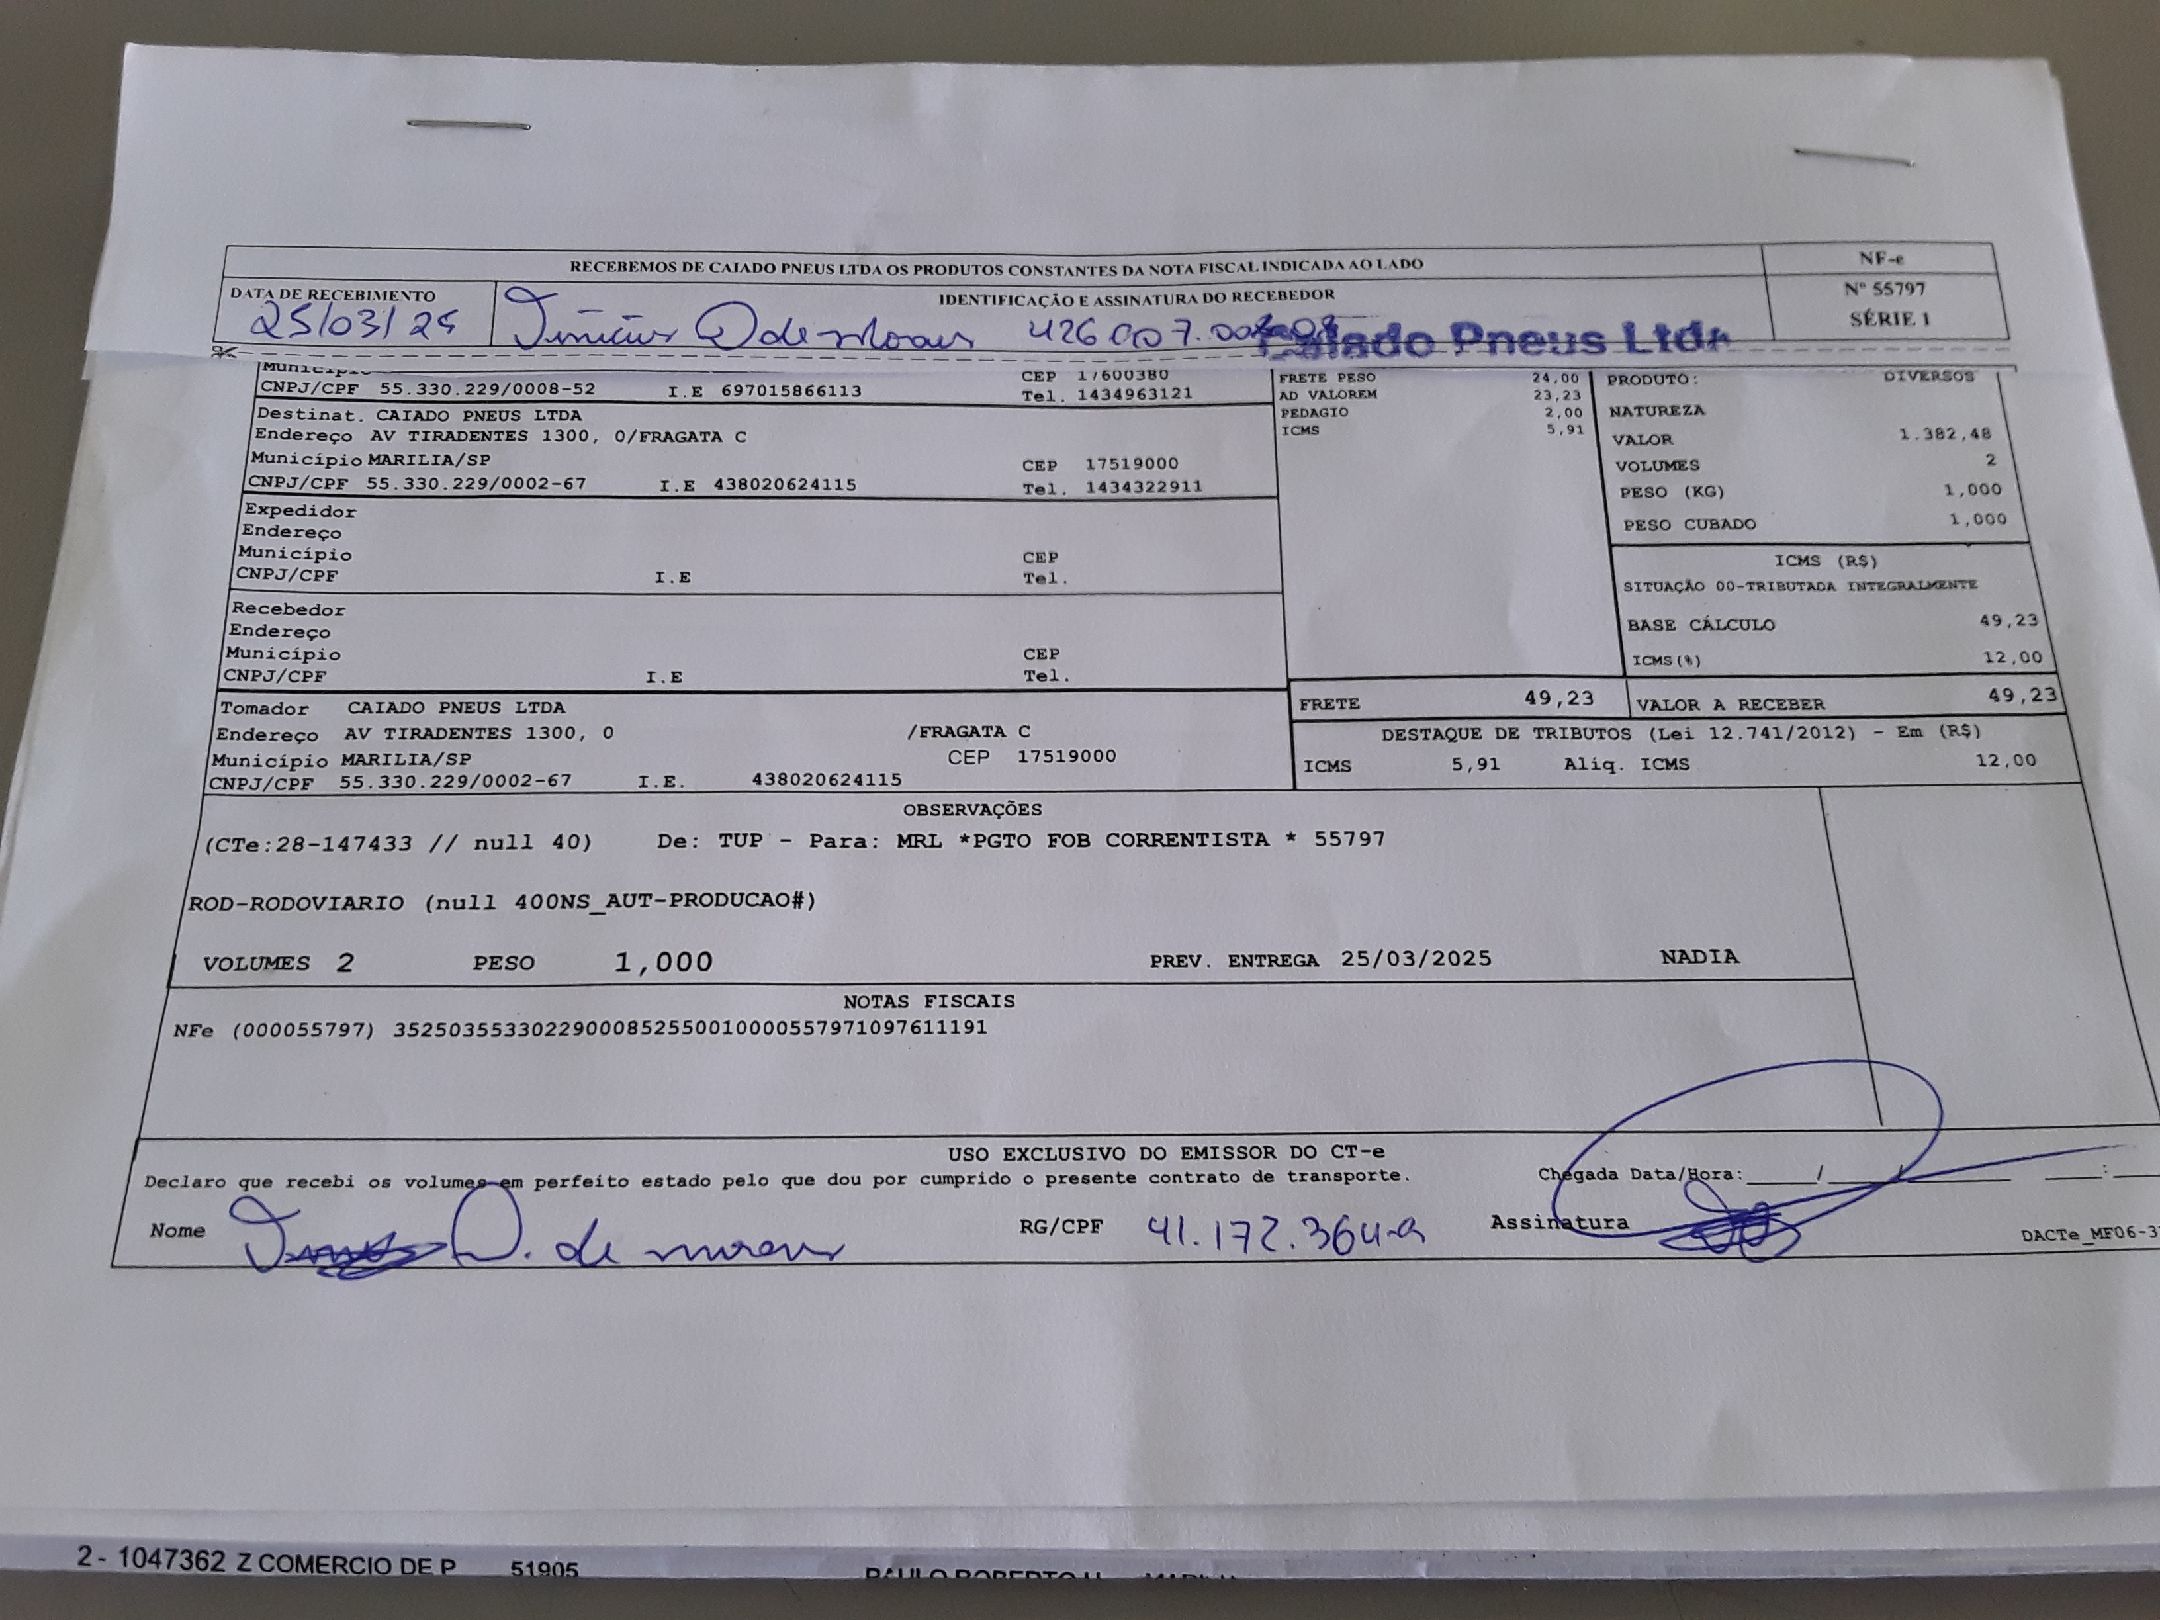 RECEBEMOS DE CAIADO PNEUS LTDA OS PRODUTOS CONSTANTES DA NOTA FISCAL INDICADA AO LADO
NF-e
Nº 55797
SÉRIE 1
DATA DE RECEBIMENTO
25/03/25
IDENTIFICAÇÃO E ASSINATURA DO RECEBEDOR
de Moraes 426 007.
Caiado Pneus Ltda
CEP 17600380
CNPJ/CPF 55.330.229/0008-52 I.E 697015866113 Tel. 1434963121
Destinat. CAIADO PNEUS LTDA
Endereço AV TIRADENTES 1300, 0/FRAGATA C
Município MARILIA/SP CEP 17519000
CNPJ/CPF 55.330.229/0002-67 I.E 438020624115 Tel. 1434322911
Expedidor
Endereço
Município CEP
CNPJ/CPF I.E Tel.
Recebedor
Endereço
Município CEP
CNPJ/CPF I.E Tel.
Tomador CAIADO PNEUS LTDA
Endereço AV TIRADENTES 1300, 0 /FRAGATA C
Município MARILIA/SP CEP 17519000
CNPJ/CPF 55.330.229/0002-67 I.E. 438020624115
FRETE PESO 24,00
AD VALOREM 23,23
PEDAGIO 2,00
ICMS 5,91
PRODUTO: DIVERSOS
NATUREZA
VALOR 1.382,48
VOLUMES 2
PESO (KG) 1,000
PESO CUBADO 1,000
ICMS (R$)
SITUAÇÃO 00-TRIBUTADA INTEGRALMENTE
BASE CÁLCULO 49,23
ICMS(%) 12,00
FRETE 49,23 VALOR A RECEBER 49,23
DESTAQUE DE TRIBUTOS (Lei 12.741/2012) - Em (R$)
ICMS 5,91 Aliq. ICMS 12,00
OBSERVAÇÕES
(CTe:28-147433 // null 40) De: TUP - Para: MRL *PGTO FOB CORRENTISTA * 55797
ROD-RODOVIARIO (null 400NS_AUT-PRODUCAO#)
VOLUMES 2 PESO 1,000 PREV. ENTREGA 25/03/2025 NADIA
NOTAS FISCAIS
NFe (000055797) 35250355330229000852550010000557971097611191
USO EXCLUSIVO DO EMISSOR DO CT-e
Declaro que recebi os volumes em perfeito estado pelo que dou por cumprido o presente contrato de transporte. Chegada Data/Hora:
Nome D. de moraes RG/CPF 41.172.364-9 Assinatura
2 - 1047362 Z COMERCIO DE P 51905